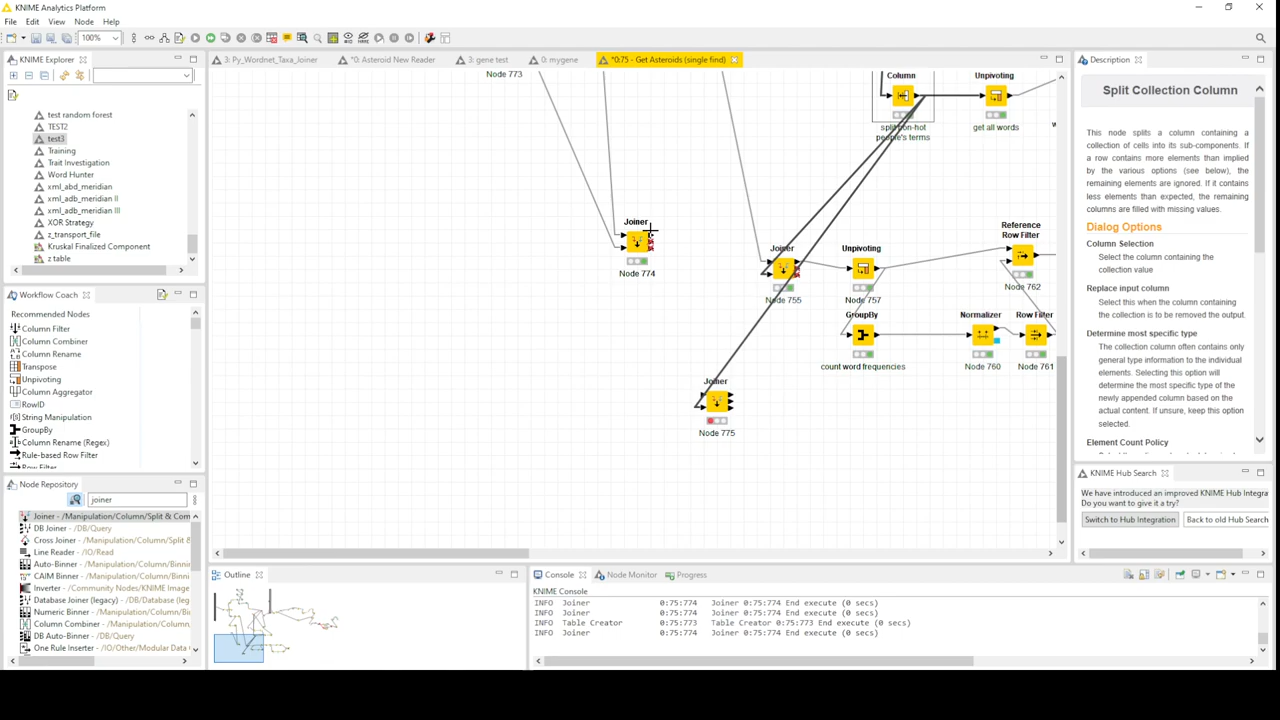 KNIME Analytics Platform
File Edit View Node Help
100%
KNIME Explorer
test random forest
TEST2
test3
Training
Trait Investigation
Word Hunter
xml_abd_meridian
xml_adb_meridian II
xml_adb_meridian III
XOR Strategy
z_transport_file
Kruskal Finalized Component
z table
Workflow Coach
Recommended Nodes
Column Filter
Column Combiner
Column Rename
Transpose
Unpivoting
Column Aggregator
RowID
String Manipulation
GroupBy
Column Rename (Regex)
Rule-based Row Filter
Row Filter
Node Repository
joiner
Joiner - /Manipulation/Column/Split & Com
DB Joiner - /DB/Query
Cross Joiner - /Manipulation/Column/Split &
Line Reader - /IO/Read
Auto-Binner - /Manipulation/Column/Binnin
CAIM Binner - /Manipulation/Column/Binni
Inverter - /Community Nodes/KNIME Image
Database Joiner (legacy) - /DB/Database (leg
Numeric Binner - /Manipulation/Column/Bi
Column Combiner - /Manipulation/Column/
DB Auto-Binner - /DB/Query
One Rule Inserter - /IO/Other/Modular Data
3: Py_Wordnet_Taxa_Joiner
*0: Asteroid New Reader
3: gene test
0: mygene
*0:75 - Get Asteroids (single find)
Node 773
Column
split non-hot
people's terms
Unpivoting
get all words
Joiner
Node 774
Joiner
Node 755
Unpivoting
Node 757
Reference
Row Filter
Node 762
GroupBy
count word frequencies
Normalizer
Node 760
Row Filter
Node 761
Joiner
Node 775
Outline
Console
Node Monitor
Progress
KNIME Console
INFO Joiner 0:75:774 Joiner 0:75:774 End execute (0 secs)
INFO Joiner 0:75:774 Joiner 0:75:774 End execute (0 secs)
INFO Table Creator 0:75:773 Table Creator 0:75:773 End execute (0 secs)
INFO Joiner 0:75:774 Joiner 0:75:774 End execute (0 secs)
Description
Split Collection Column
This node splits a column containing a
collection of cells into its sub-components. If
a row contains more elements than implied
by the various options (see below), the
remaining elements are ignored. If it contains
less elements than expected, the remaining
columns are filled with missing values.
Dialog Options
Column Selection
Select the column containing the
collection value
Replace input column
Select this when the column containing
the collection is to be removed the output.
Determine most specific type
The collection column often contains only
general type information to the individual
elements. Selecting this option will
determine the most specific type of the
newly appended column based on the
actual content. If unsure, keep this option
selected.
Element Count Policy
KNIME Hub Search
We have introduced an improved KNIME Hub Integra
Do you want to give it a try?
Switch to Hub Integration
Back to old Hub Search